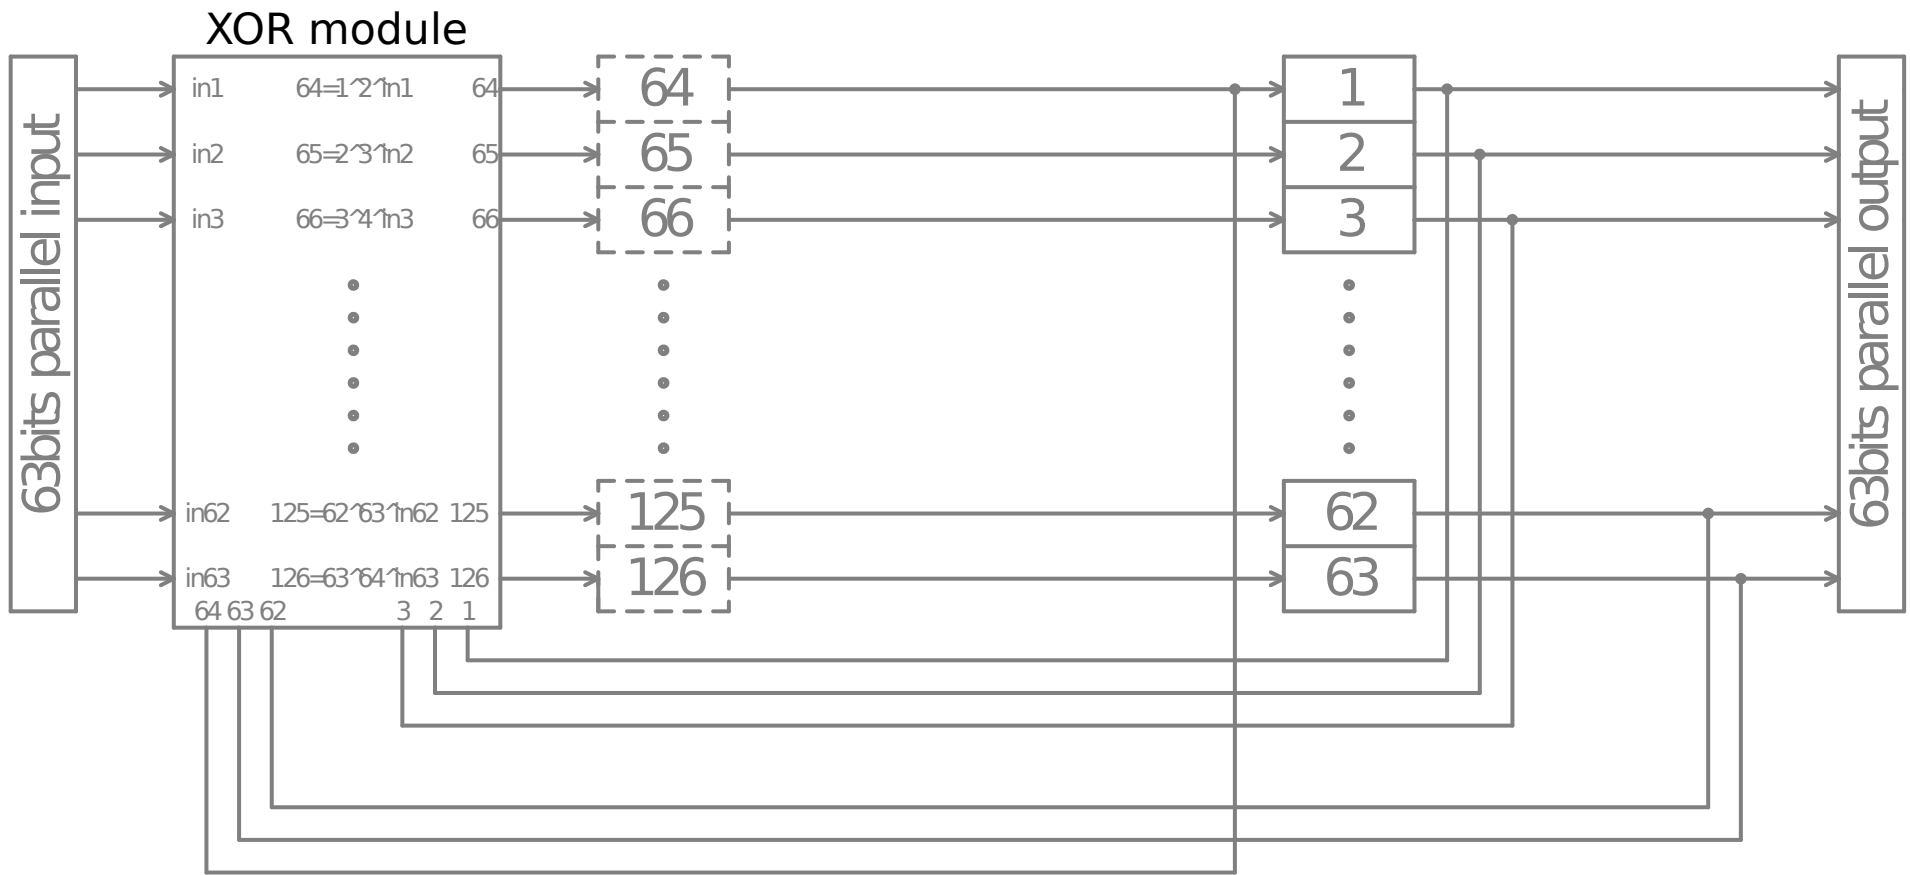 XOR module
63bits parallel input
in1 64=1^2^in1 64
in2 65=2^3^in2 65
in3 66=3^4^in3 66
in62 125=62^63^in62 125
in63 126=63^64^in63 126
64 63 62 3 2 1
64
65
66
125
126
1
2
3
62
63
63bits parallel output